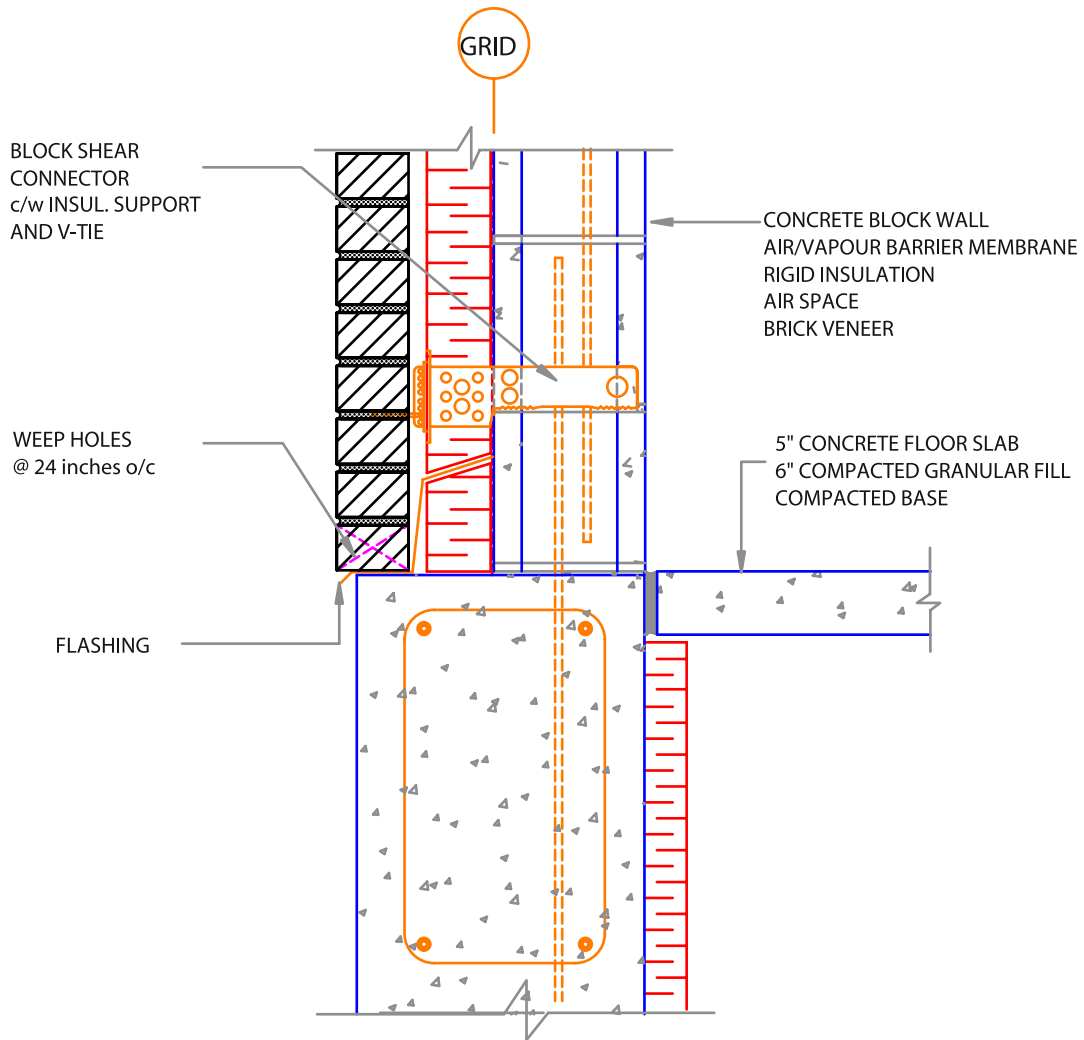 GRID
BLOCK SHEAR
CONNECTOR
c/w INSUL. SUPPORT
AND V-TIE
CONCRETE BLOCK WALL
AIR/VAPOUR BARRIER MEMBRANE
RIGID INSULATION
AIR SPACE
BRICK VENEER
WEEP HOLES
@ 24 inches o/c
5" CONCRETE FLOOR SLAB
6" COMPACTED GRANULAR FILL
COMPACTED BASE
FLASHING